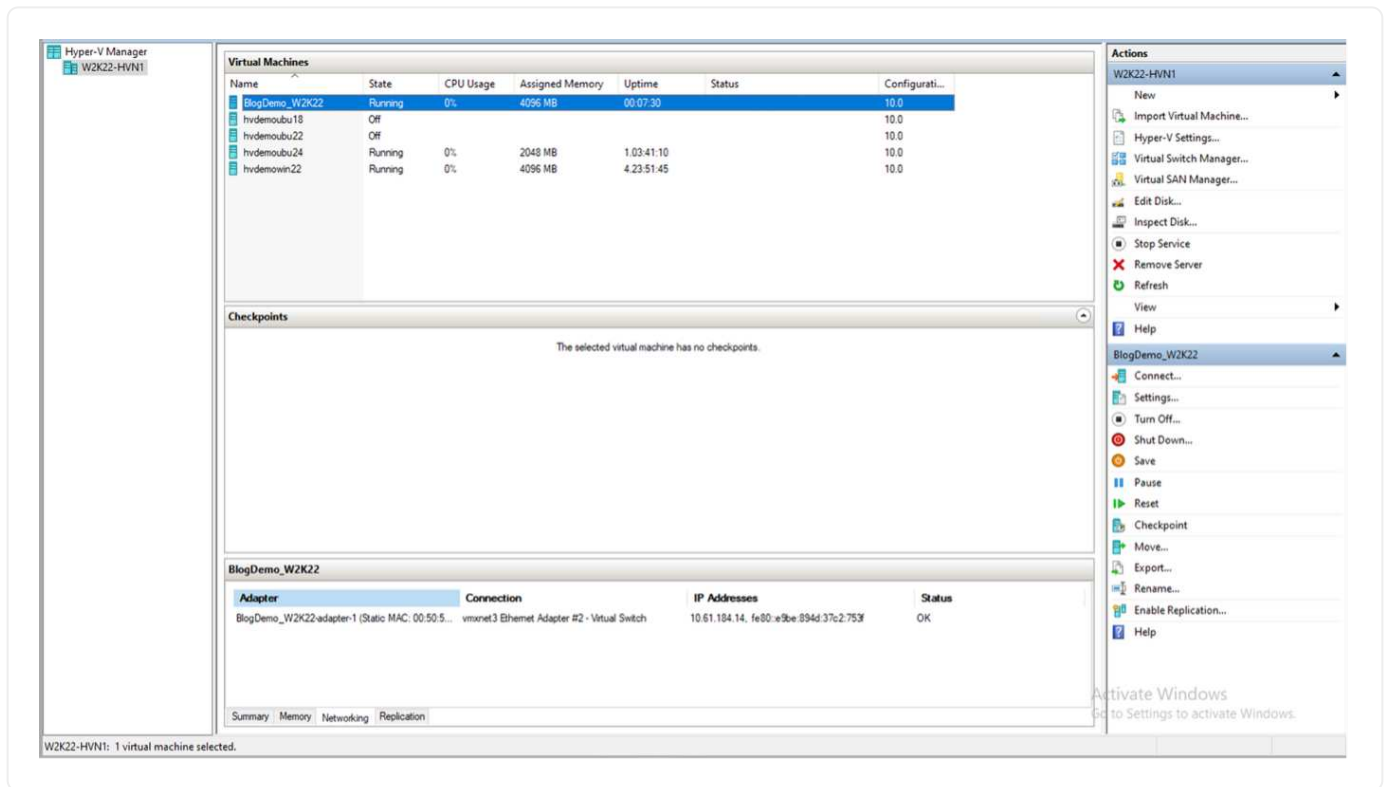 Hyper-V Manager
W2K22-HVN1
Virtual Machines
Name State CPU Usage Assigned Memory Uptime Status Configurati...
BlogDemo_W2K22 Running 0% 4096 MB 00:07:30 10.0
hvdemoubu18 Off 10.0
hvdemoubu22 Off 10.0
hvdemoubu24 Running 0% 2048 MB 1.03:41:10 10.0
hvdemowin22 Running 0% 4096 MB 4.23:51:45 10.0
Checkpoints
The selected virtual machine has no checkpoints.
BlogDemo_W2K22
Adapter Connection IP Addresses Status
BlogDemo_W2K22-adapter-1 (Static MAC: 00:50:5... vmxnet3 Ethernet Adapter #2 - Virtual Switch 10.61.184.14, fe80::e9be:894d:37c2:753f OK
Summary Memory Networking Replication
Actions
W2K22-HVN1
New
Import Virtual Machine...
Hyper-V Settings...
Virtual Switch Manager...
Virtual SAN Manager...
Edit Disk...
Inspect Disk...
Stop Service
Remove Server
Refresh
View
Help
BlogDemo_W2K22
Connect...
Settings...
Turn Off...
Shut Down...
Save
Pause
Reset
Checkpoint
Move...
Export...
Rename...
Enable Replication...
Help
Activate Windows
Go to Settings to activate Windows.
W2K22-HVN1: 1 virtual machine selected.